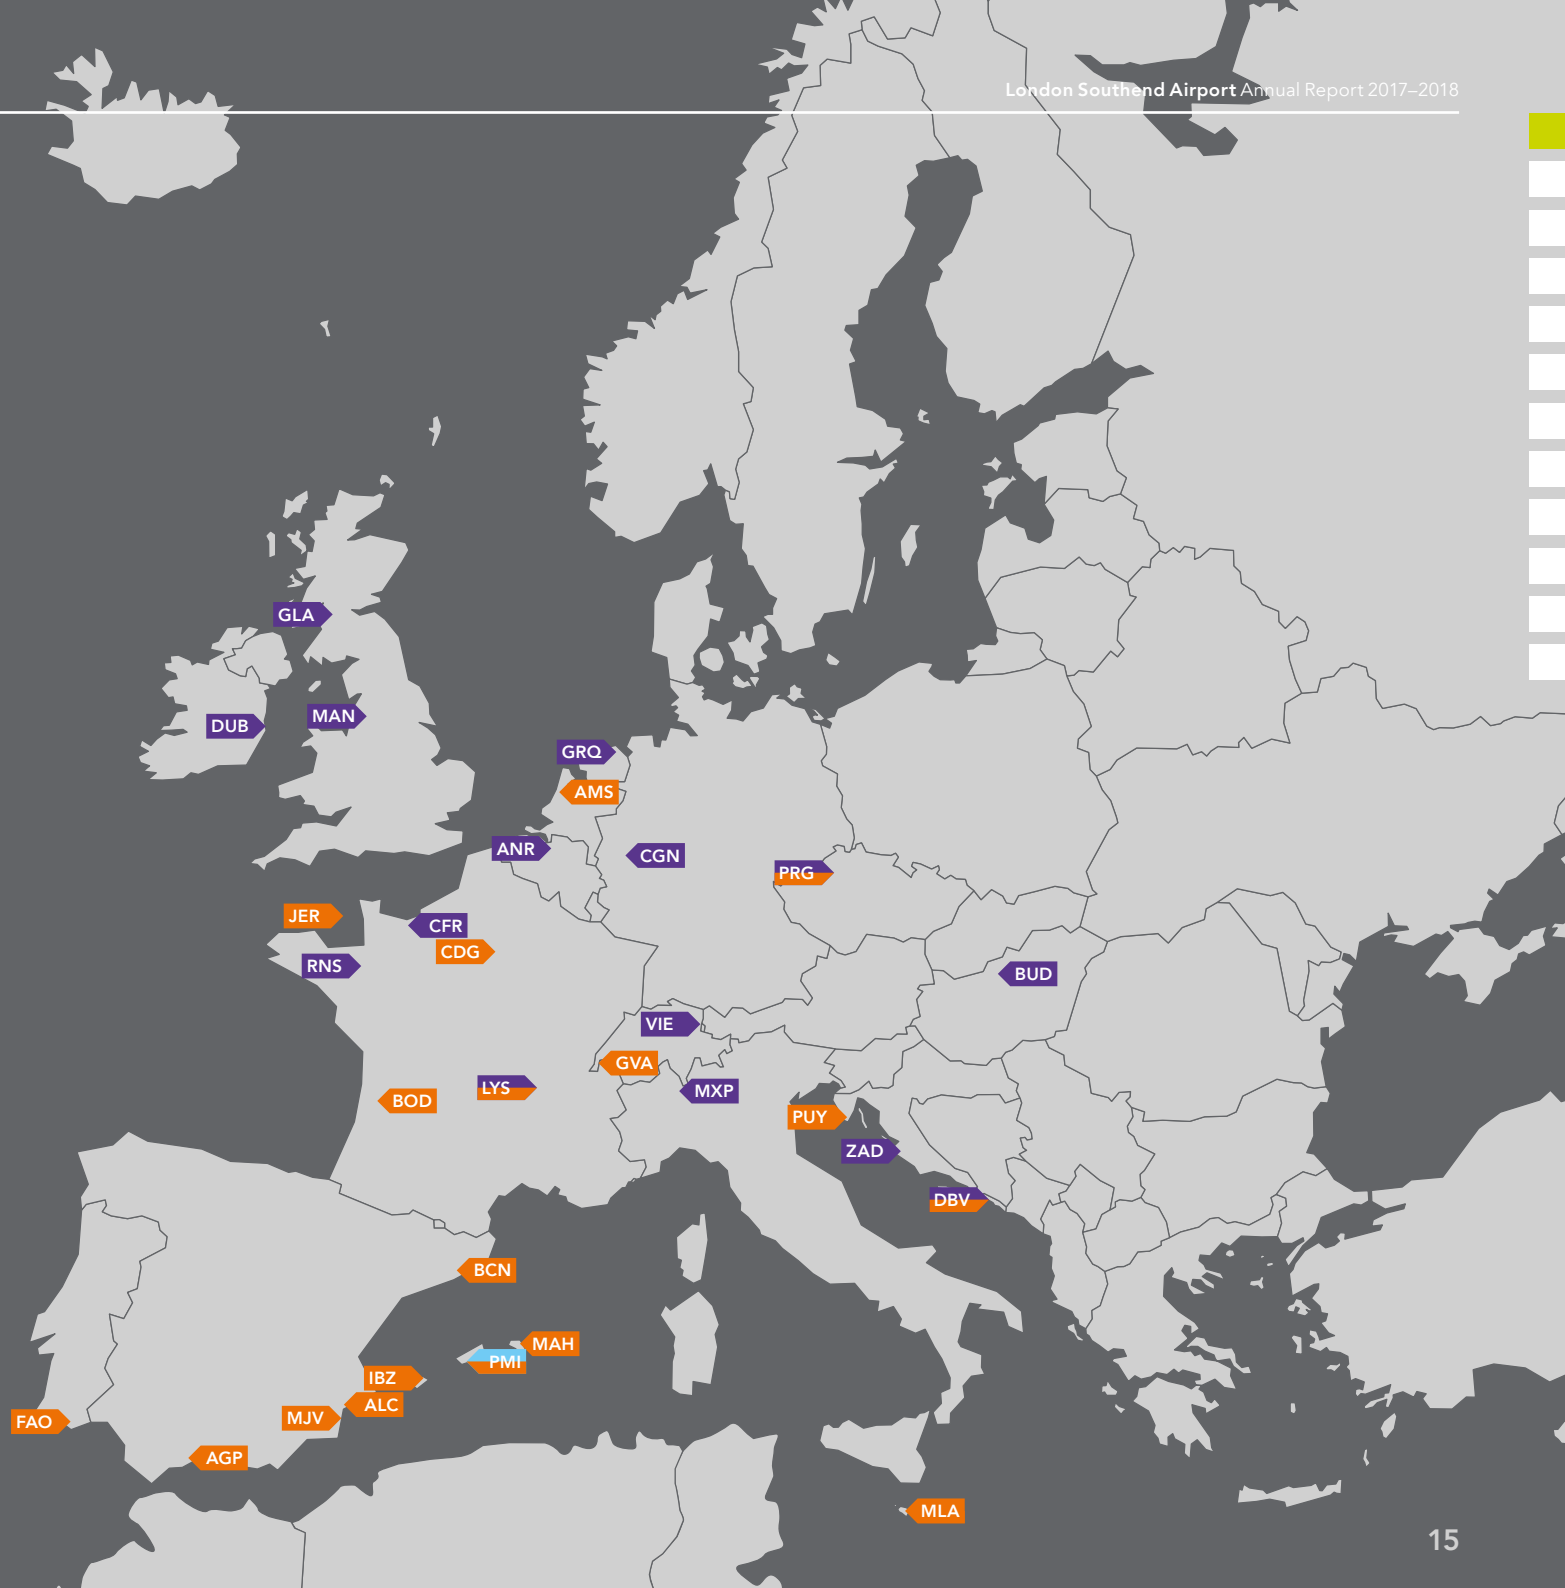 London Southend Airport Annual Report 2017–2018
GLA
DUB
MAN
GRQ
AMS
ANR
CGN
PRG
JER
CFR
CDG
RNS
BUD
VIE
GVA
LYS
MXP
BOD
PUY
ZAD
DBV
BCN
MAH
PMI
IBZ
ALC
MJV
FAO
AGP
MLA
15